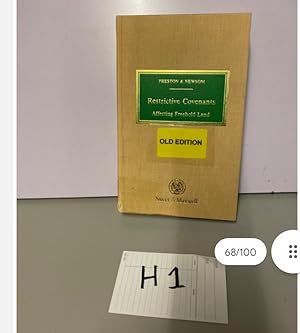 PRESTON & NEWSOM
Restrictive Covenants
Affecting Freehold Land
OLD EDITION
Sweet & Maxwell
H1
68/100